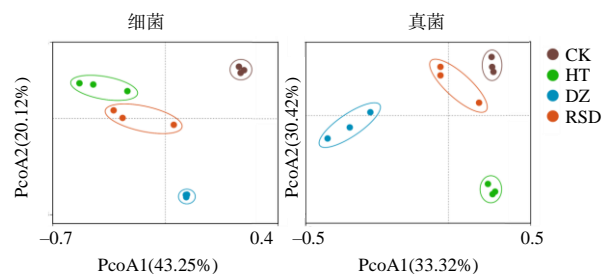 细菌
真菌
PcoA2(20.12%)
−0.7
0.4
PcoA1(43.25%)
PcoA2(30.42%)
−0.5
0.5
PcoA1(33.32%)
CK
HT
DZ
RSD